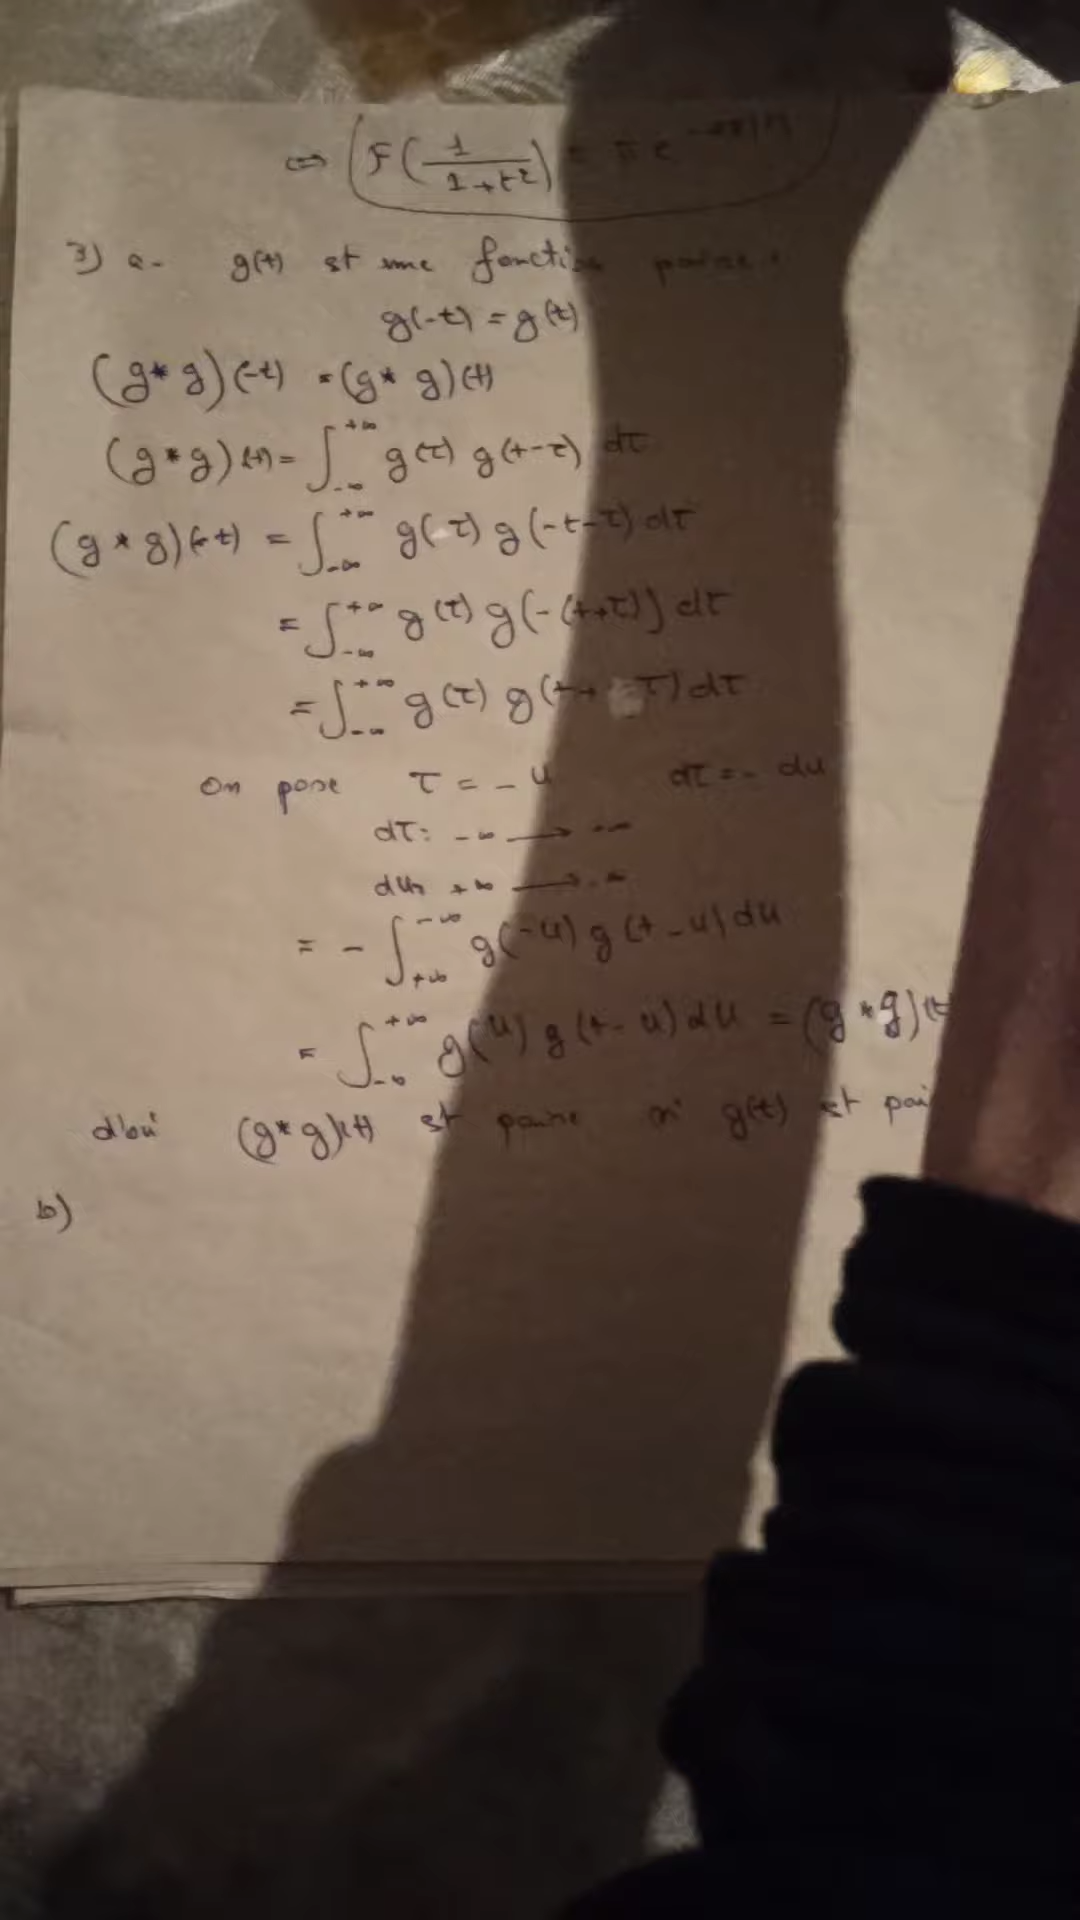 ⇔ F(1/(1+t²)) = π e
3) a- g(t) st une fonction paire :
g(-t) = g(t)
(g*g)(-t) = (g*g)(t)
(g*g)(t) = ∫_{-∞}^{+∞} g(τ) g(t-τ) dτ
(g*g)(-t) = ∫_{-∞}^{+∞} g(τ) g(-t-τ) dτ
= ∫_{-∞}^{+∞} g(τ) g(-(t+τ)) dτ
= ∫_{-∞}^{+∞} g(τ) g(t+τ) dτ
On pose τ = -u dτ = - du
dτ: -∞ →
du: +∞ → -∞
= - ∫_{+∞}^{-∞} g(-u) g(t-u) du
= ∫_{-∞}^{+∞} g(u) g(t-u) du = (g*g)(t
d'où (g*g)(t) st paire si g(t) st pai
b)